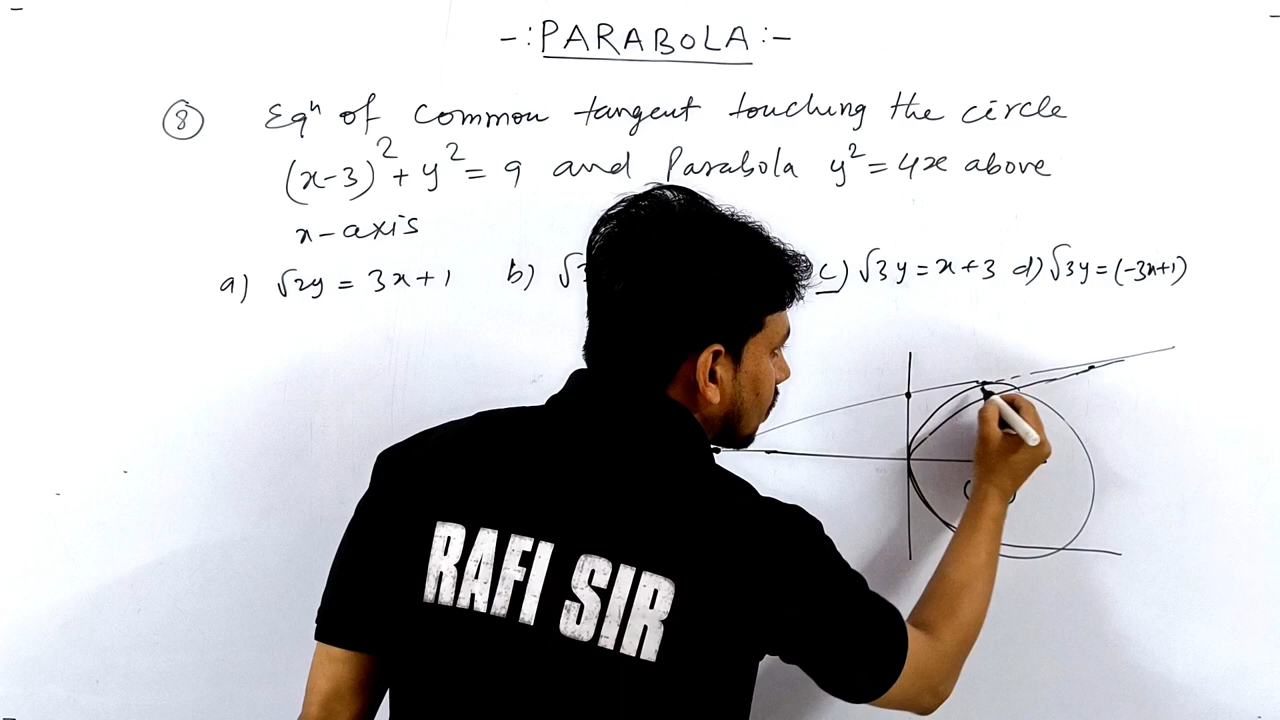 -: PARABOLA :-
⑧ Eqⁿ of common tangent touching the circle
(x-3)² + y² = 9 and Parabola y² = 4x above
x-axis
a) √2y = 3x+1 b) √3 c) √3y = x+3 d) √3y = (-3x+1)
RAFI SIR